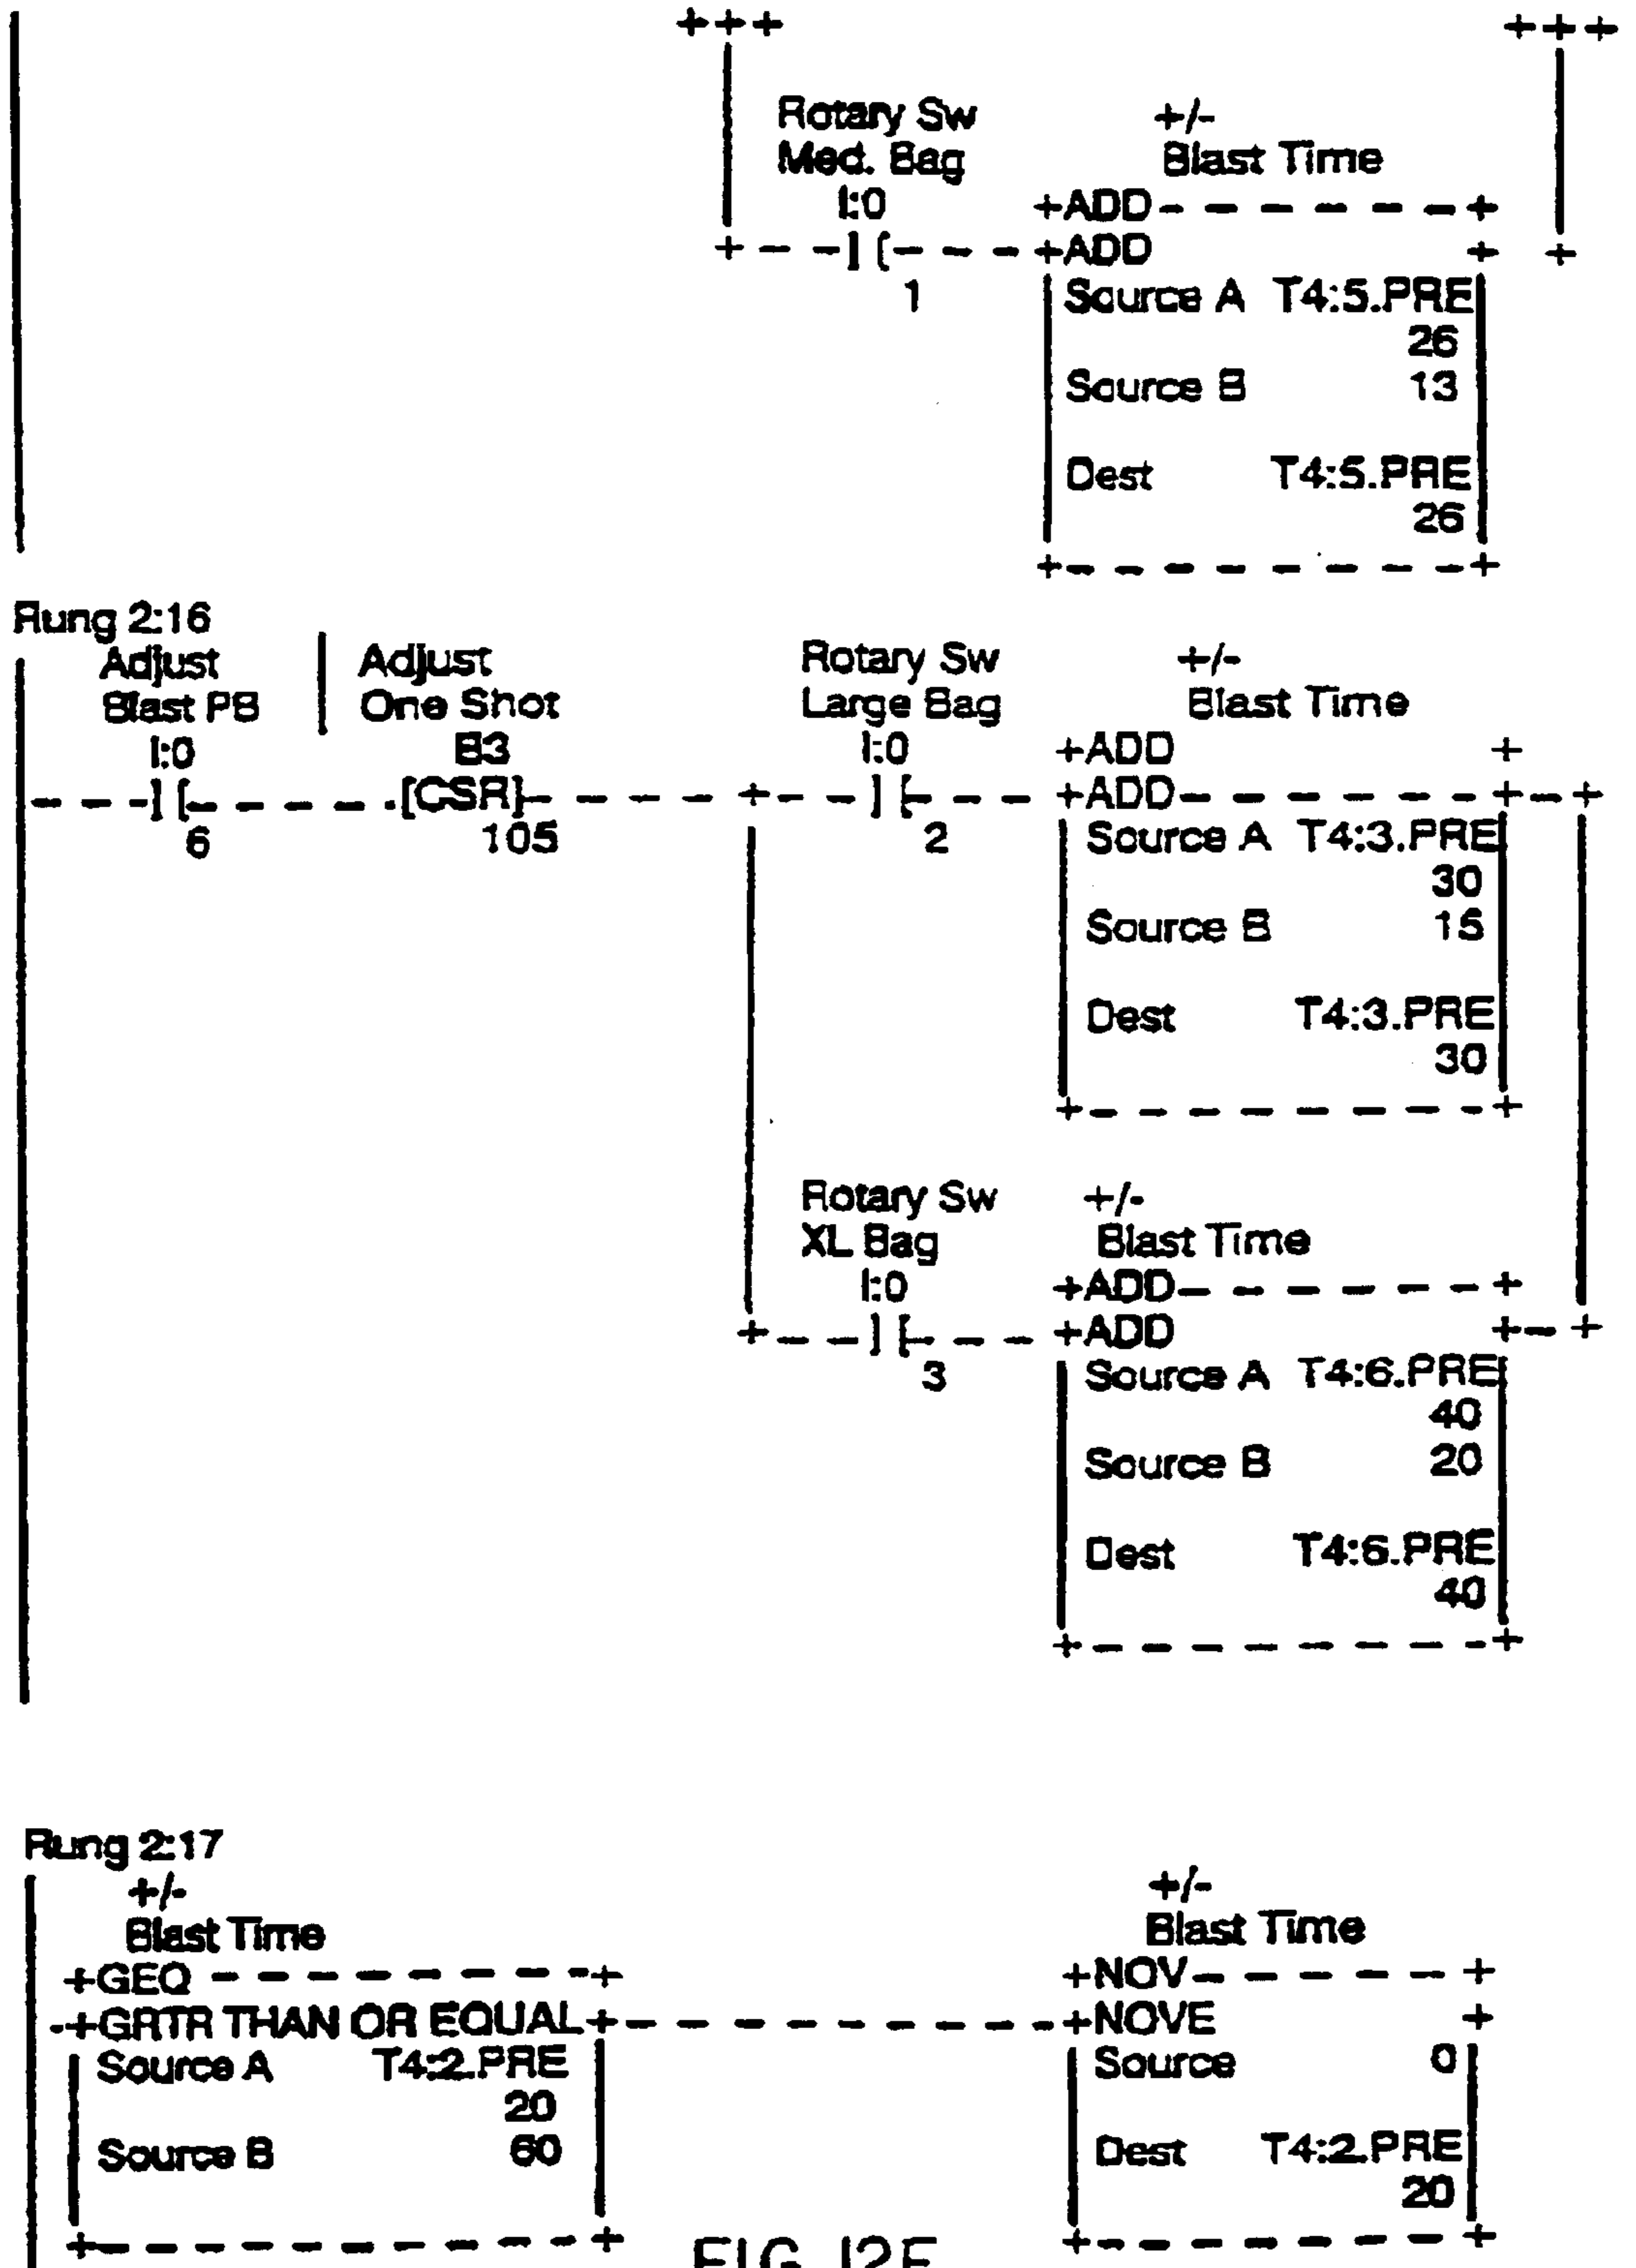 +++ +++
Rotary Sw +/-
Med. Bag Blast Time
I:0 +ADD - - - - - - - +
+ - - -] [- - - - +ADD + +
1 Source A T4:5.PRE
26
Source B 13
Dest T4:5.PRE
26
+- - - - - - - - -+
Rung 2:16
Adjust | Adjust Rotary Sw +/-
Blast PB | One Shot Large Bag Blast Time
I:0 B3 I:0 +ADD +
- - - -] [- - - - - .[CSR]- - - - - +- - -] [- - - +ADD- - - - - - - -+-+
6 105 2 Source A T4:3.PRE
30
Source B 15
Dest T4:3.PRE
30
+- - - - - - - - -+
Rotary Sw +/-
XL Bag Blast Time
I:0 +ADD- - - - - - - +
+- - -] [- - - +ADD +- +
3 Source A T4:6.PRE
40
Source B 20
Dest T4:6.PRE
40
+- - - - - - - - -+
Rung 2:17
+/- +/-
Blast Time Blast Time
+GEQ - - - - - - - - -+ +NOV- - - - - - +
-+GRTR THAN OR EQUAL+- - - - - - - - - -+NOVE +
Source A T4:2.PRE Source 0
20
Source B 60 Dest T4:2.PRE
20
+- - - - - - - - - -+ +- - - - - - - -+
FIG. 12F